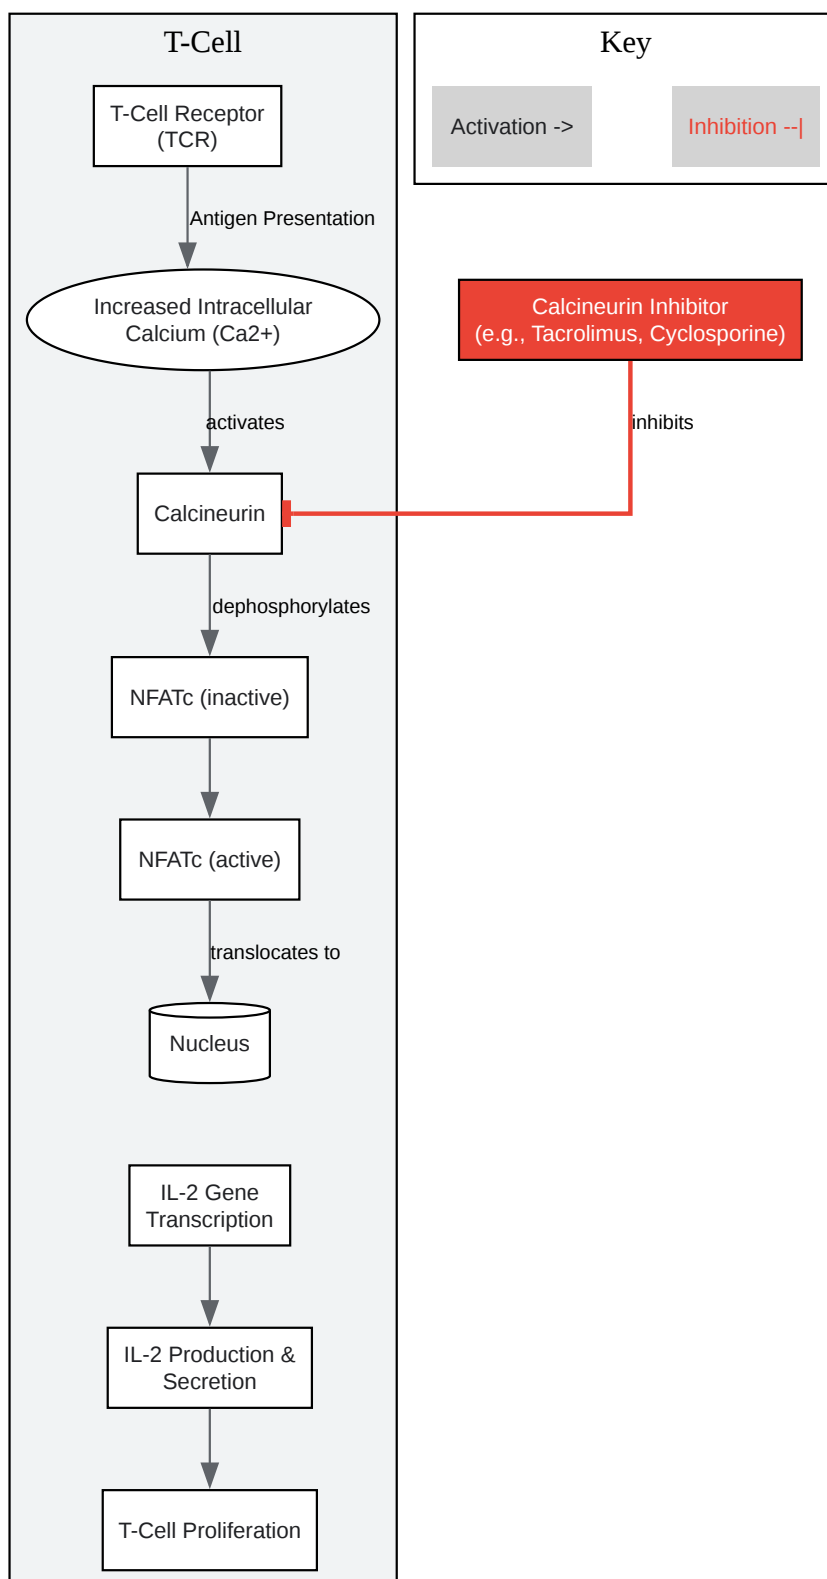 T-Cell
T-Cell Receptor
(TCR)
Antigen Presentation
Increased Intracellular
Calcium (Ca2+)
activates
Calcineurin
dephosphorylates
NFATc (inactive)
NFATc (active)
translocates to
Nucleus
IL-2 Gene
Transcription
IL-2 Production &
Secretion
T-Cell Proliferation
Key
Activation ->
Inhibition --|
Calcineurin Inhibitor
(e.g., Tacrolimus, Cyclosporine)
inhibits